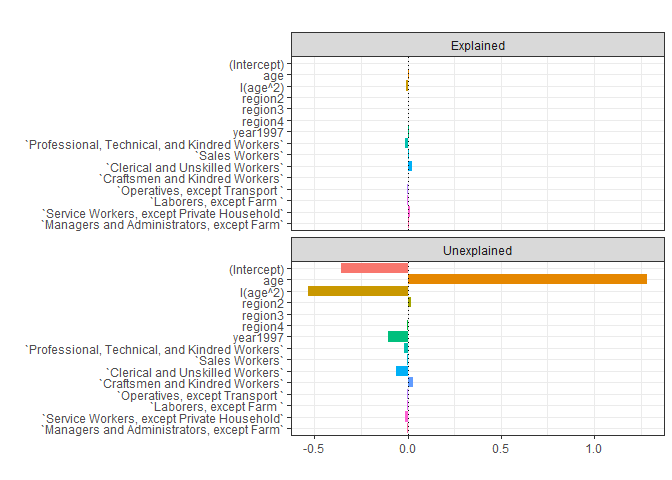 Explained
(Intercept)
age
I(age^2)
region2
region3
region4
year1997
`Professional, Technical, and Kindred Workers`
`Sales Workers`
`Clerical and Unskilled Workers`
`Craftsmen and Kindred Workers`
`Operatives, except Transport `
`Laborers, except Farm `
`Service Workers, except Private Household`
`Managers and Administrators, except Farm`
Unexplained
(Intercept)
age
I(age^2)
region2
region3
region4
year1997
`Professional, Technical, and Kindred Workers`
`Sales Workers`
`Clerical and Unskilled Workers`
`Craftsmen and Kindred Workers`
`Operatives, except Transport `
`Laborers, except Farm `
`Service Workers, except Private Household`
`Managers and Administrators, except Farm`
-0.5 0.0 0.5 1.0